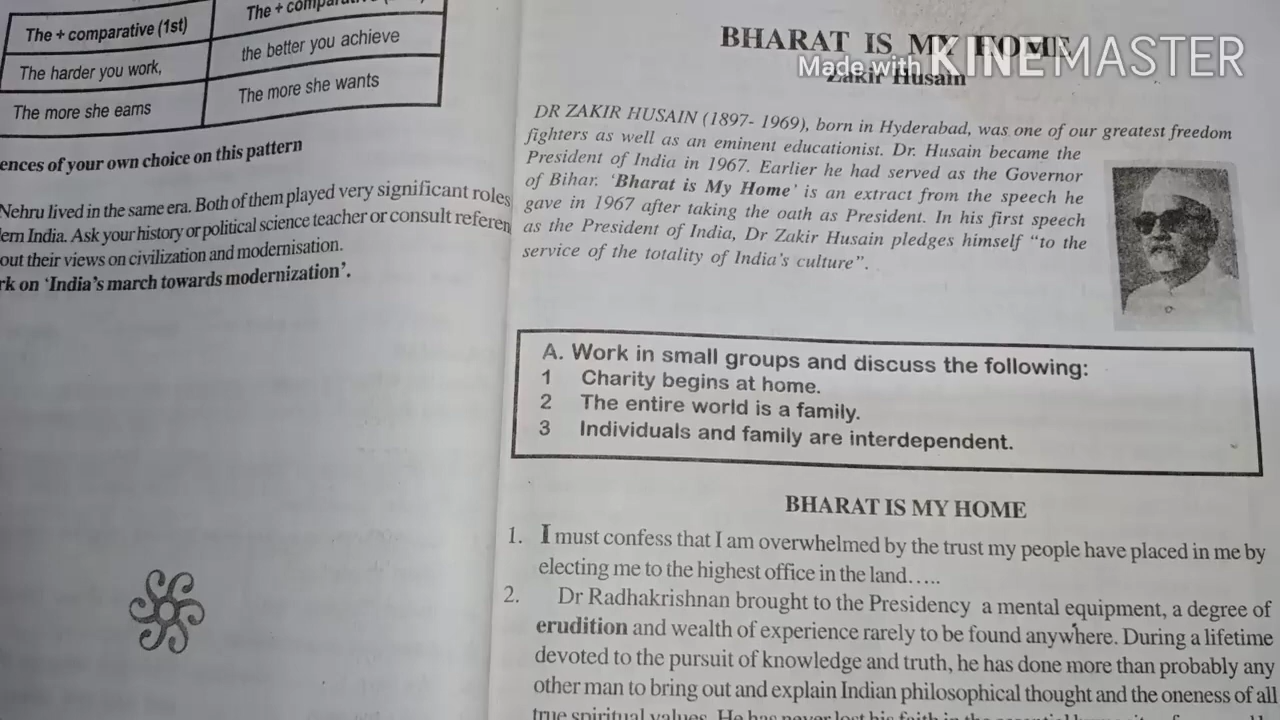 The + comparative (1st)
The harder you work,
the better you achieve
The more she earns
The more she wants
ences of your own choice on this pattern
Nehru lived in the same era. Both of them played very significant roles
ern India. Ask your history or political science teacher or consult referen
out their views on civilization and modernisation.
rk on 'India's march towards modernization'.
BHARAT IS MY HOME
Made with KINEMASTER
Zakir Husain
DR ZAKIR HUSAIN (1897- 1969), born in Hyderabad, was one of our greatest freedom
fighters as well as an eminent educationist. Dr. Husain became the
President of India in 1967. Earlier he had served as the Governor
of Bihar. 'Bharat is My Home' is an extract from the speech he
gave in 1967 after taking the oath as President. In his first speech
as the President of India, Dr Zakir Husain pledges himself "to the
service of the totality of India's culture".
A. Work in small groups and discuss the following:
1 Charity begins at home.
2 The entire world is a family.
3 Individuals and family are interdependent.
BHARAT IS MY HOME
1. I must confess that I am overwhelmed by the trust my people have placed in me by
electing me to the highest office in the land.....
2. Dr Radhakrishnan brought to the Presidency a mental equipment, a degree of
erudition and wealth of experience rarely to be found anywhere. During a lifetime
devoted to the pursuit of knowledge and truth, he has done more than probably any
other man to bring out and explain Indian philosophical thought and the oneness of all
true spiritual values. He has never lost his faith in the